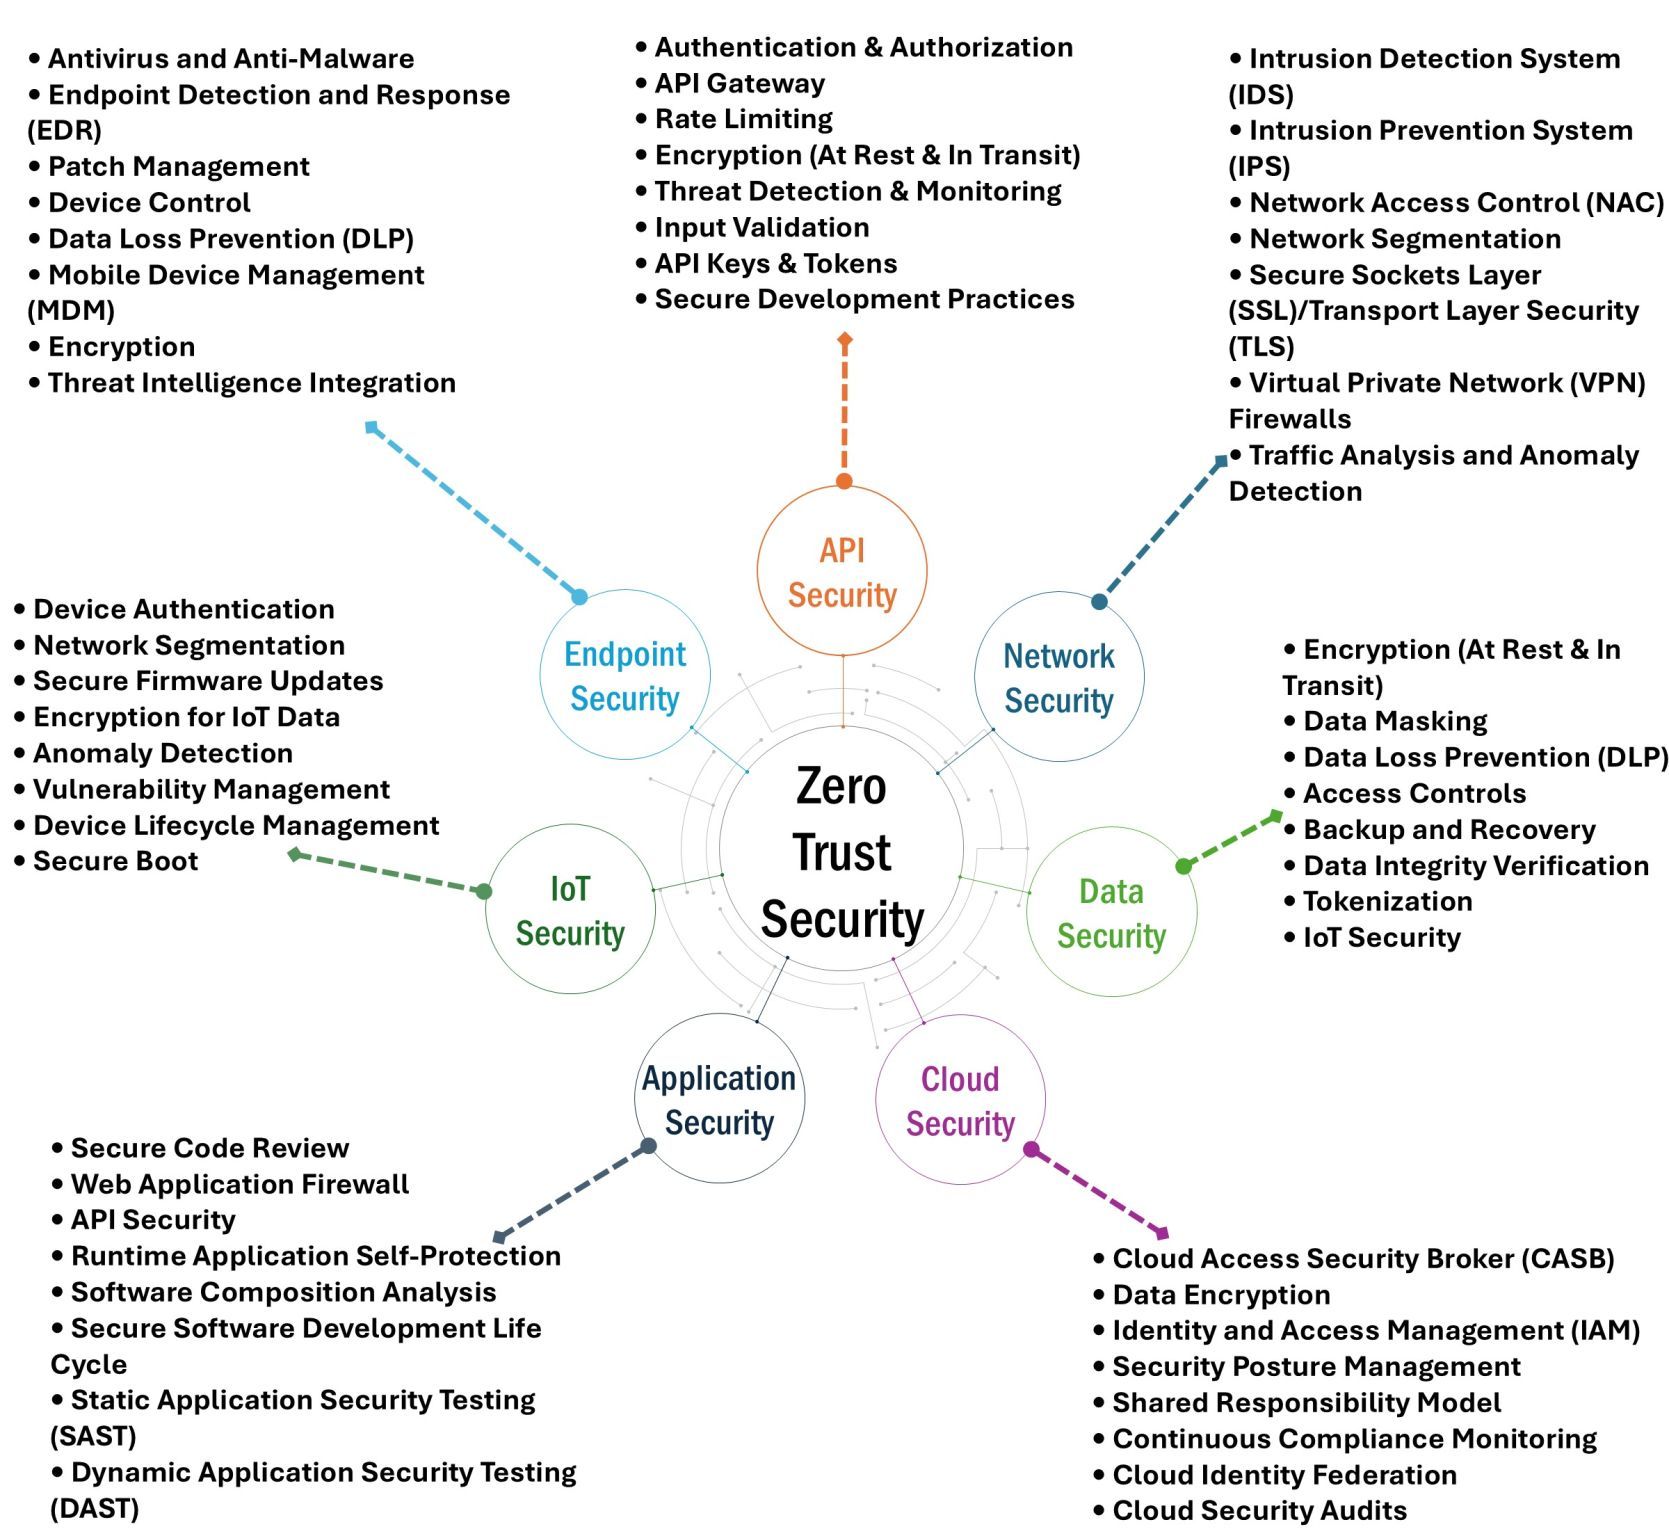 • Antivirus and Anti-Malware
• Endpoint Detection and Response
(EDR)
• Patch Management
• Device Control
• Data Loss Prevention (DLP)
• Mobile Device Management
(MDM)
• Encryption
• Threat Intelligence Integration
• Authentication & Authorization
• API Gateway
• Rate Limiting
• Encryption (At Rest & In Transit)
• Threat Detection & Monitoring
• Input Validation
• API Keys & Tokens
• Secure Development Practices
• Intrusion Detection System
(IDS)
• Intrusion Prevention System
(IPS)
• Network Access Control (NAC)
• Network Segmentation
• Secure Sockets Layer
(SSL)/Transport Layer Security
(TLS)
• Virtual Private Network (VPN)
Firewalls
• Traffic Analysis and Anomaly
Detection
API
Security
Endpoint
Security
Network
Security
• Device Authentication
• Network Segmentation
• Secure Firmware Updates
• Encryption for IoT Data
• Anomaly Detection
• Vulnerability Management
• Device Lifecycle Management
• Secure Boot
Zero
Trust
Security
• Encryption (At Rest & In
Transit)
• Data Masking
• Data Loss Prevention (DLP)
• Access Controls
• Backup and Recovery
• Data Integrity Verification
• Tokenization
• IoT Security
IoT
Security
Data
Security
Application
Security
Cloud
Security
• Secure Code Review
• Web Application Firewall
• API Security
• Runtime Application Self-Protection
• Software Composition Analysis
• Secure Software Development Life
Cycle
• Static Application Security Testing
(SAST)
• Dynamic Application Security Testing
(DAST)
• Cloud Access Security Broker (CASB)
• Data Encryption
• Identity and Access Management (IAM)
• Security Posture Management
• Shared Responsibility Model
• Continuous Compliance Monitoring
• Cloud Identity Federation
• Cloud Security Audits